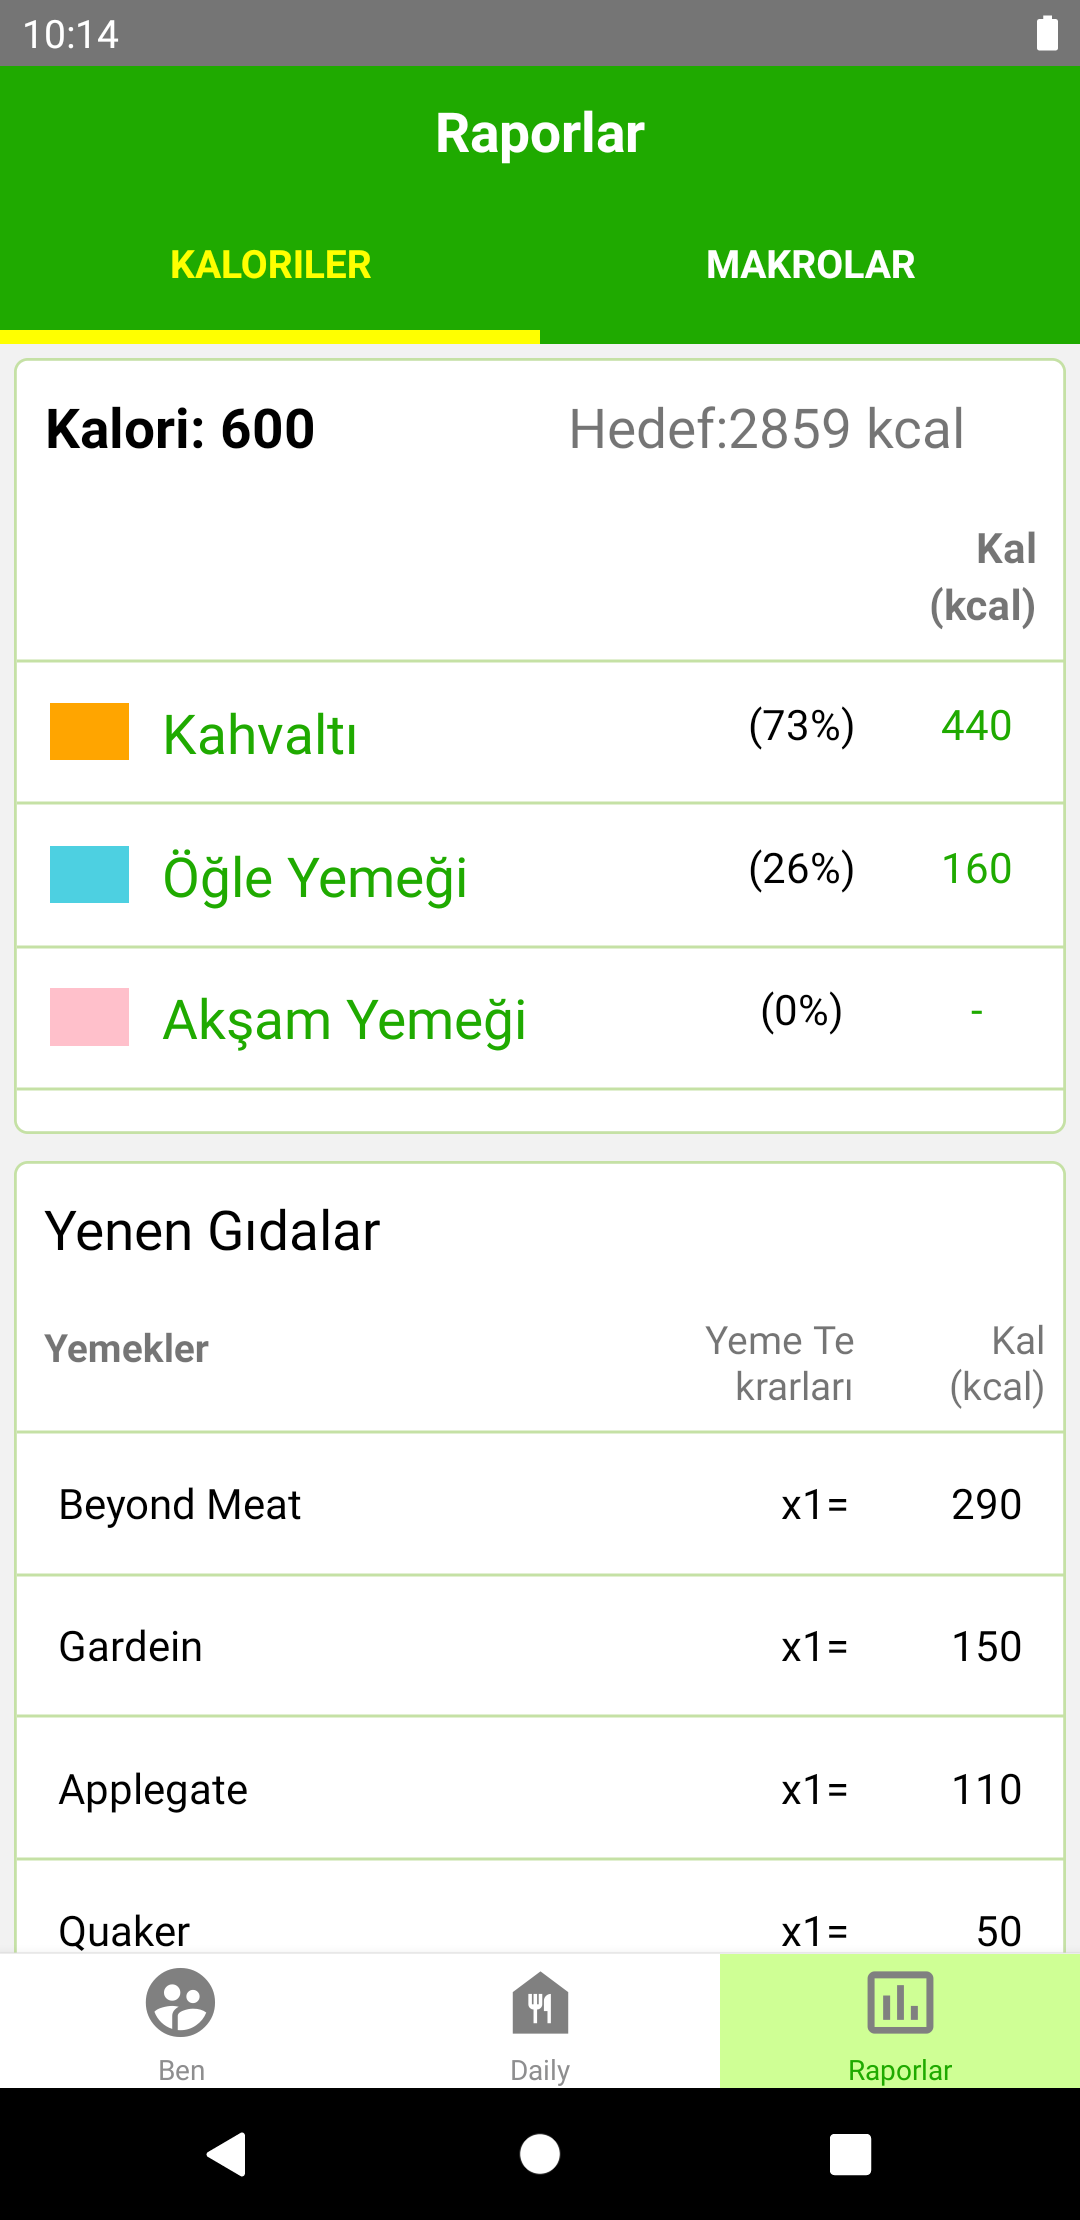 10:14
Raporlar
KALORILER
MAKROLAR
Kalori: 600
Hedef:2859 kcal
Kal
(kcal)
Kahvaltı (73%) 440
Öğle Yemeği (26%) 160
Akşam Yemeği (0%) -
Yenen Gıdalar
Yemekler
Yeme Te
krarları
Kal
(kcal)
Beyond Meat x1= 290
Gardein x1= 150
Applegate x1= 110
Quaker x1= 50
Ben
Daily
Raporlar